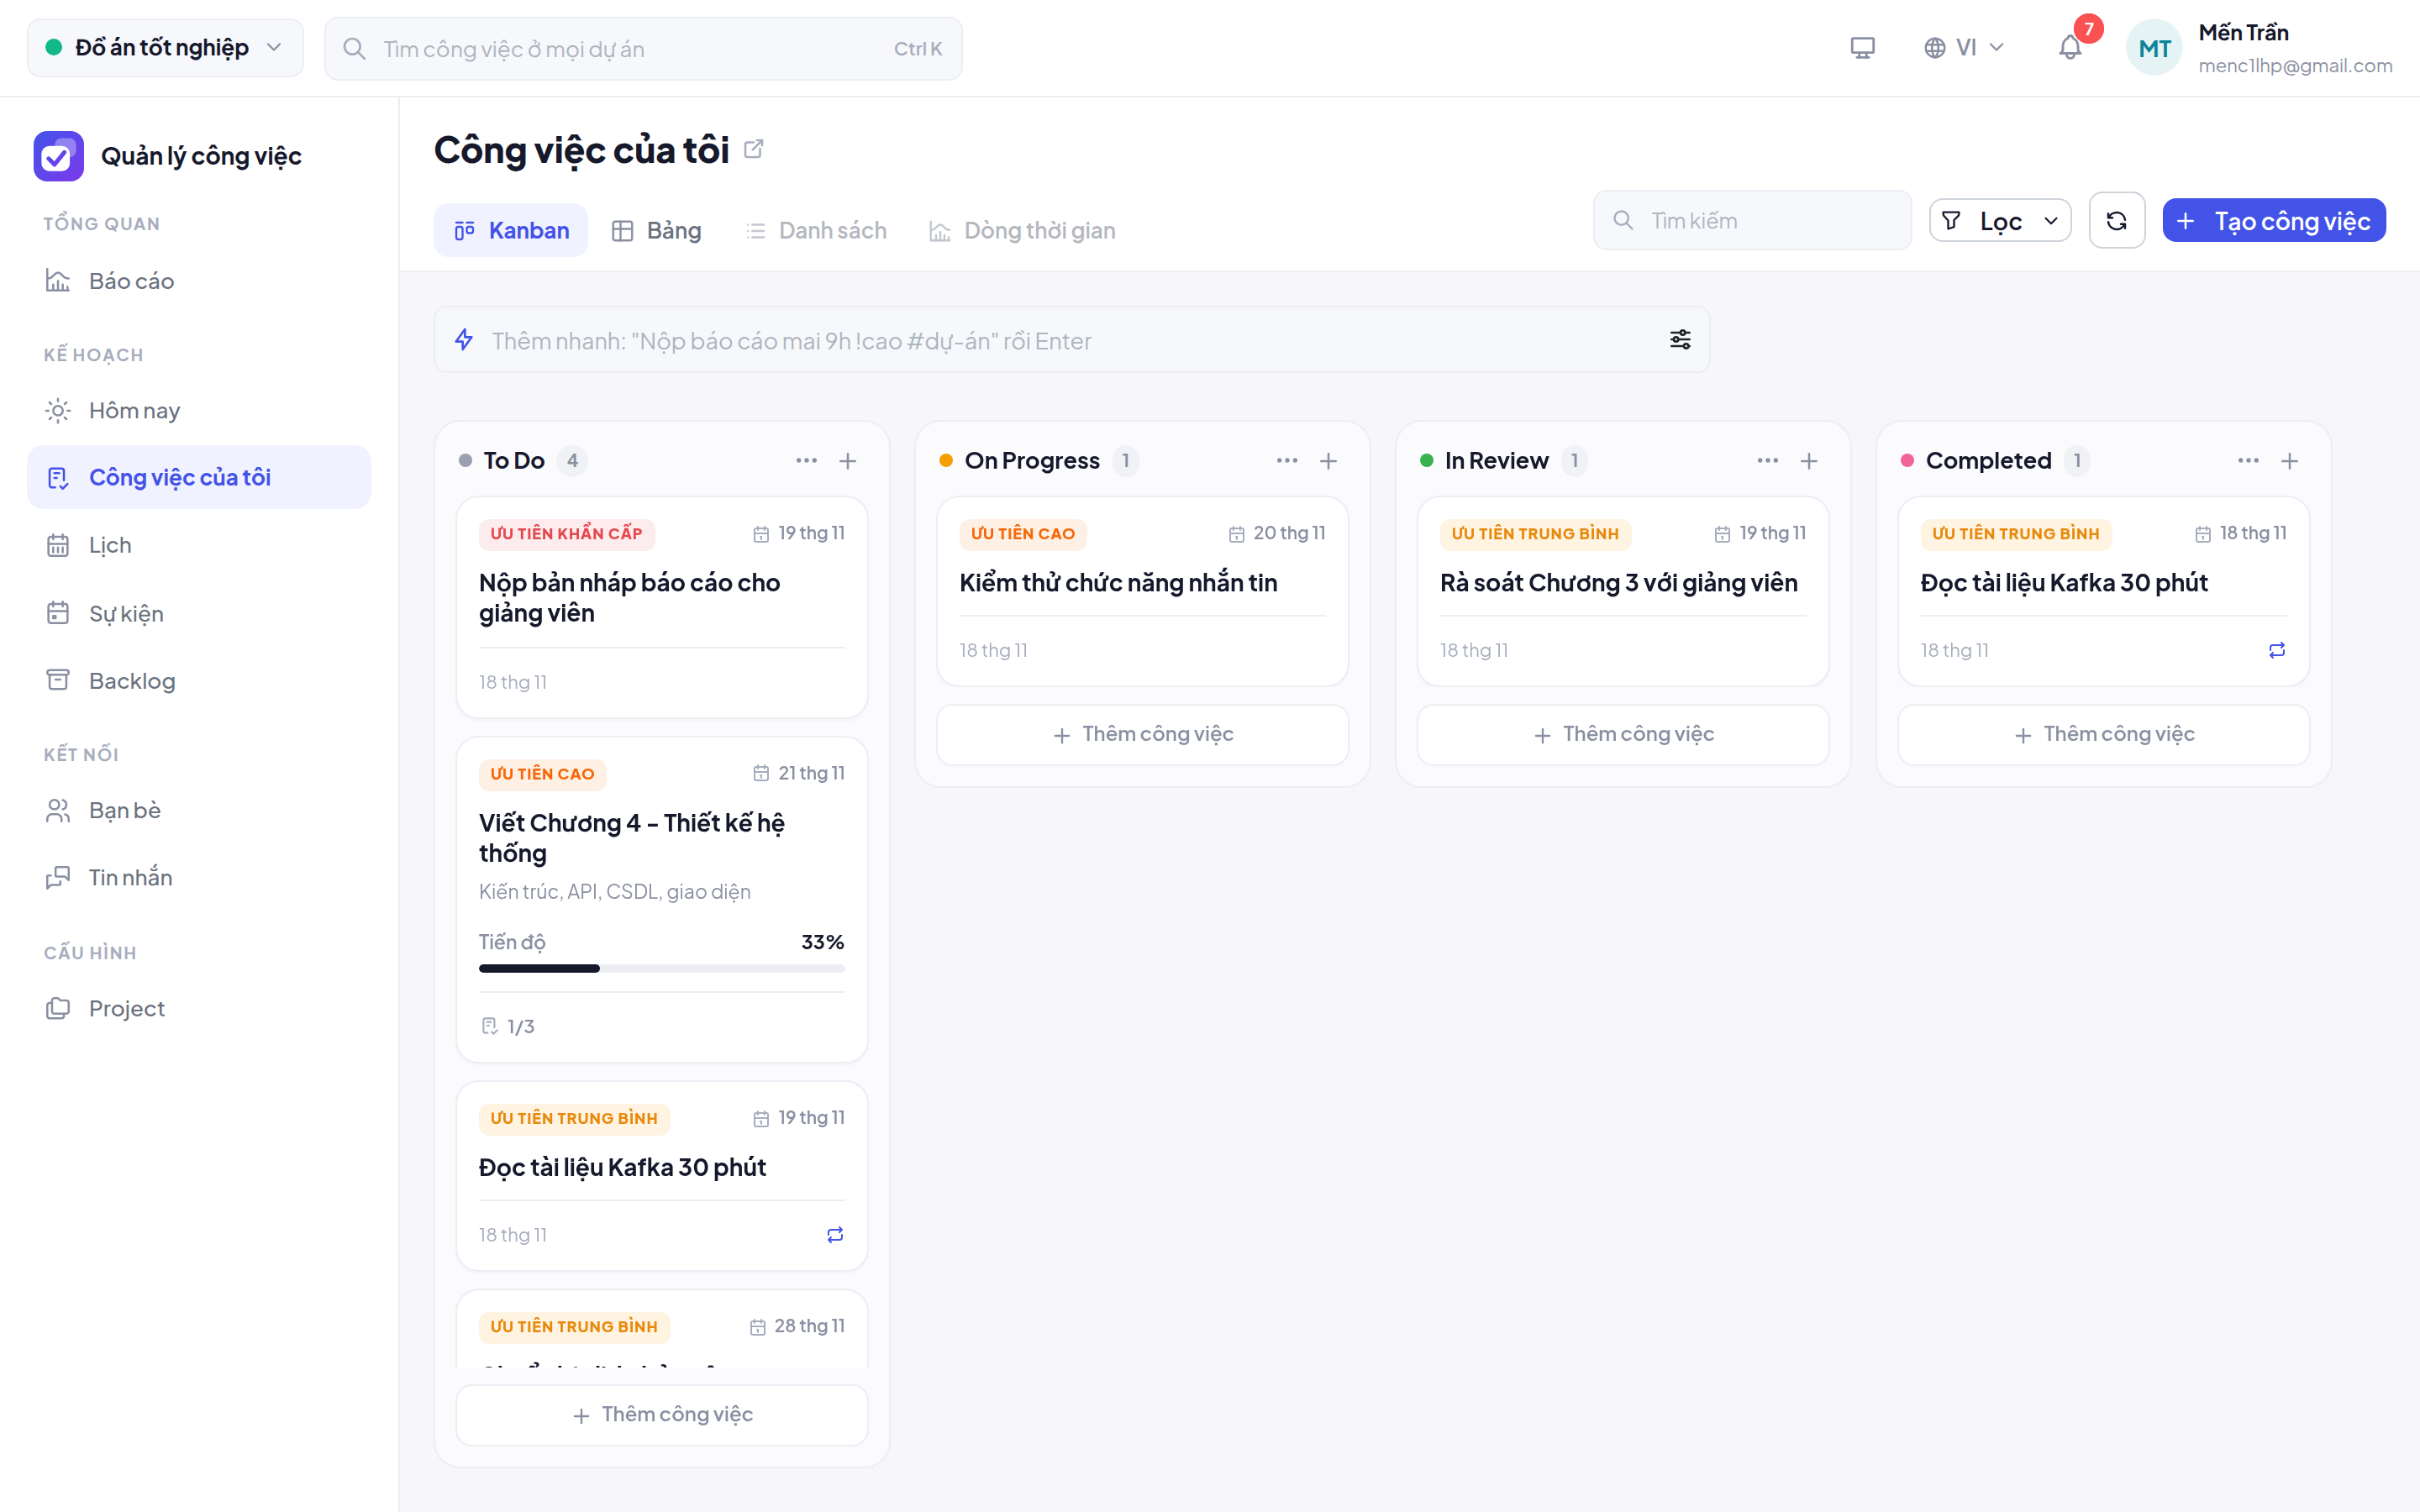 Đồ án tốt nghiệp
Tìm công việc ở mọi dự án
Ctrl K
VI
7
MT
Mến Trần
menc1lhp@gmail.com
Quản lý công việc
TỔNG QUAN
Báo cáo
KẾ HOẠCH
Hôm nay
Công việc của tôi
Lịch
Sự kiện
Backlog
KẾT NỐI
Bạn bè
Tin nhắn
CẤU HÌNH
Project
Công việc của tôi
Kanban
Bảng
Danh sách
Dòng thời gian
Tìm kiếm
Lọc
Tạo công việc
Thêm nhanh: "Nộp báo cáo mai 9h !cao #dự-án" rồi Enter
To Do
4
ƯU TIÊN KHẨN CẤP
19 thg 11
Nộp bản nháp báo cáo cho
giảng viên
18 thg 11
ƯU TIÊN CAO
21 thg 11
Viết Chương 4 – Thiết kế hệ
thống
Kiến trúc, API, CSDL, giao diện
Tiến độ
33%
1/3
ƯU TIÊN TRUNG BÌNH
19 thg 11
Đọc tài liệu Kafka 30 phút
18 thg 11
ƯU TIÊN TRUNG BÌNH
28 thg 11
Thêm công việc
On Progress
1
ƯU TIÊN CAO
20 thg 11
Kiểm thử chức năng nhắn tin
18 thg 11
Thêm công việc
In Review
1
ƯU TIÊN TRUNG BÌNH
19 thg 11
Rà soát Chương 3 với giảng viên
18 thg 11
Thêm công việc
Completed
1
ƯU TIÊN TRUNG BÌNH
18 thg 11
Đọc tài liệu Kafka 30 phút
18 thg 11
Thêm công việc